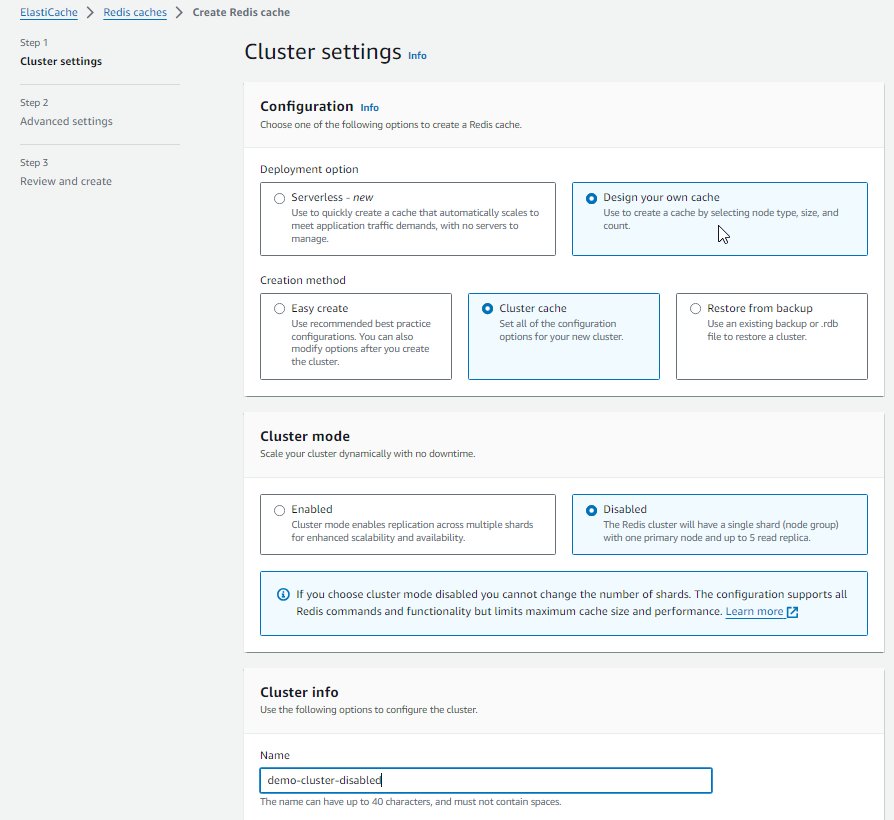 ElastiCache > Redis caches > Create Redis cache
Step 1
Cluster settings
Step 2
Advanced settings
Step 3
Review and create
Cluster settings Info
Configuration Info
Choose one of the following options to create a Redis cache.
Deployment option
Serverless - new
Use to quickly create a cache that automatically scales to
meet application traffic demands, with no servers to
manage.
Design your own cache
Use to create a cache by selecting node type, size, and
count.
Creation method
Easy create
Use recommended best practice
configurations. You can also
modify options after you create
the cluster.
Cluster cache
Set all of the configuration
options for your new cluster.
Restore from backup
Use an existing backup or .rdb
file to restore a cluster.
Cluster mode
Scale your cluster dynamically with no downtime.
Enabled
Cluster mode enables replication across multiple shards
for enhanced scalability and availability.
Disabled
The Redis cluster will have a single shard (node group)
with one primary node and up to 5 read replica.
If you choose cluster mode disabled you cannot change the number of shards. The configuration supports all
Redis commands and functionality but limits maximum cache size and performance. Learn more
Cluster info
Use the following options to configure the cluster.
Name
demo-cluster-disabled
The name can have up to 40 characters, and must not contain spaces.